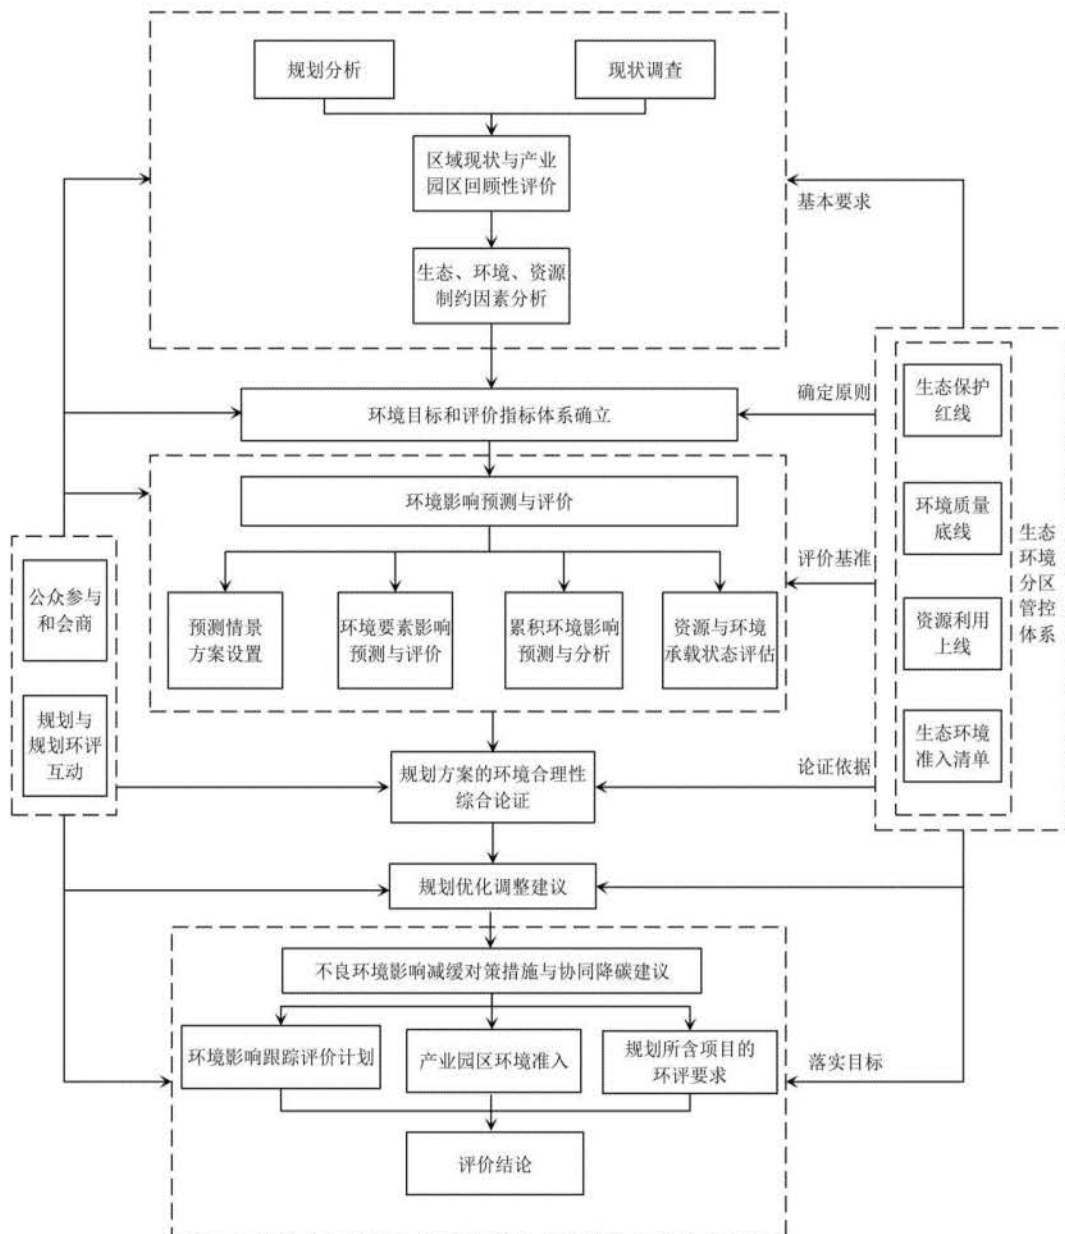 规划分析
现状调查
区域现状与产业
园区回顾性评价
基本要求
生态、环境、资源
制约因素分析
环境目标和评价指标体系确立
确定原则
生态保护
红线
环境影响预测与评价
环境质量
底线
评价基准
生态
环境
分区
管控
体系
公众参与
和会商
预测情景
方案设置
环境要素影响
预测与评价
累积环境影响
预测与分析
资源与环境
承载状态评估
资源利用
上线
规划与
规划环评
互动
生态环境
准入清单
规划方案的环境合理性
综合论证
论证依据
规划优化调整建议
不良环境影响减缓对策措施与协同降碳建议
环境影响跟踪评价计划
产业园区环境准入
规划所含项目的
环评要求
落实目标
评价结论